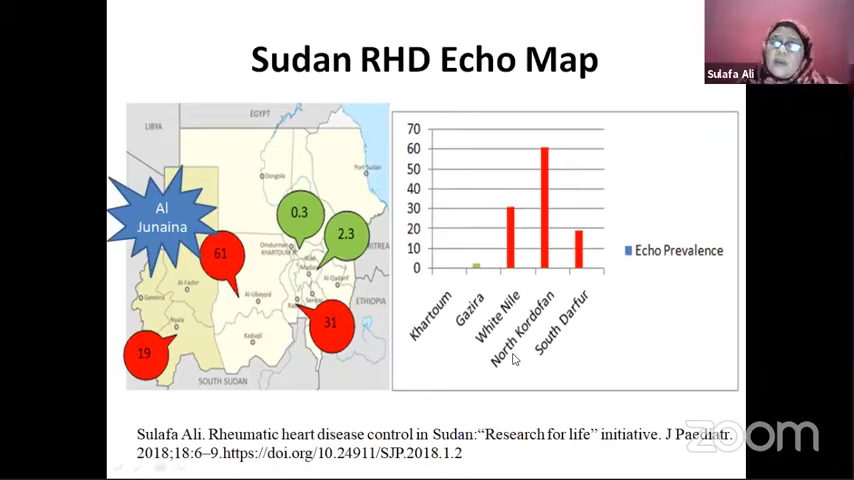 Sudan RHD Echo Map
Sulafa Ali
EGYPT
LIBYA
Port Sudan
Dongola
Al
Junaina
0.3
2.3
Omdurman
KHARTOUM
ERITREA
61
Al-Qadarif
Al-Fashir
Al-Ubayyid
Geneina
ETHIOPIA
31
Nyala
Kaduqli
19
SOUTH SUDAN
70
60
50
40
30
20
10
0
Khartoum
Gazira
White Nile
North Kordofan
South Darfur
Echo Prevalence
Sulafa Ali. Rheumatic heart disease control in Sudan:“Research for life” initiative. J Paediatr.
2018;18:6–9.https://doi.org/10.24911/SJP.2018.1.2
zoom